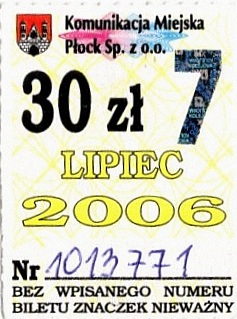 Komunikacja Miejska
Płock Sp. z o.o.
30 zł 7
LIPIEC
2006
Nr 1013771
BEZ WPISANEGO NUMERU
BILETU ZNACZEK NIEWAŻNY